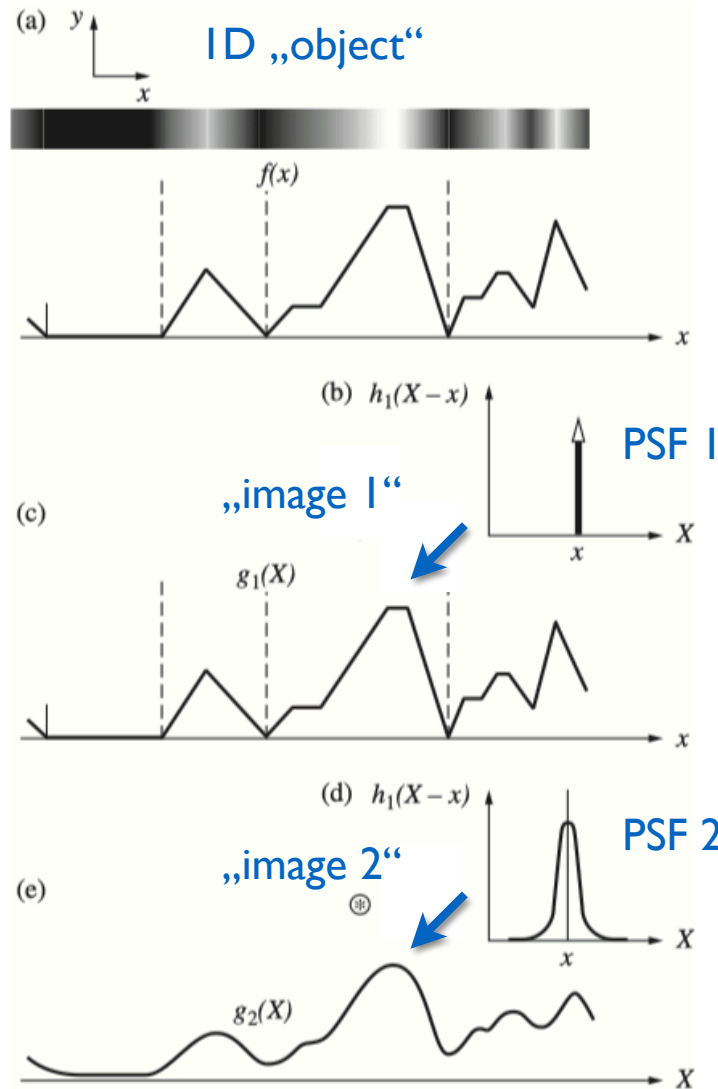 (a) y
1D „object“
x
f(x)
x
(b) h₁(X – x)
PSF 1
„image 1“
(c)
X
x
g₁(X)
x
(d) h₁(X – x)
PSF 2
„image 2“
(e)
⊛
X
x
g₂(X)
X